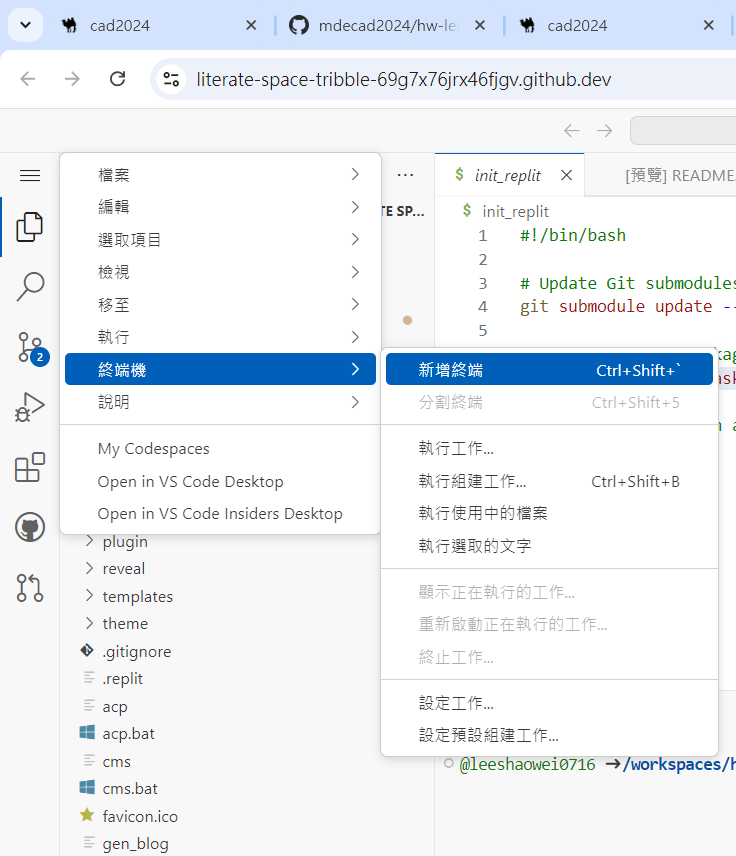 cad2024
mdecad2024/hw-le
cad2024
literate-space-tribble-69g7x76jrx46fjgv.github.dev
檔案
編輯
選取項目
檢視
移至
執行
終端機
說明
My Codespaces
Open in VS Code Desktop
Open in VS Code Insiders Desktop
...
TE SP...
2
plugin
reveal
templates
theme
.gitignore
.replit
acp
acp.bat
cms
cms.bat
favicon.ico
gen_blog
$ init_replit
[預覽] README.
$ init_replit
1 #!/bin/bash
2
3 # Update Git submodules
4 git submodule update --
5
新增終端 Ctrl+Shift+`
分割終端 Ctrl+Shift+5
執行工作...
執行組建工作... Ctrl+Shift+B
執行使用中的檔案
執行選取的文字
顯示正在執行的工作...
重新啟動正在執行的工作...
終止工作...
設定工作...
設定預設組建工作...
@leeshaowei0716 ➜/workspaces/h